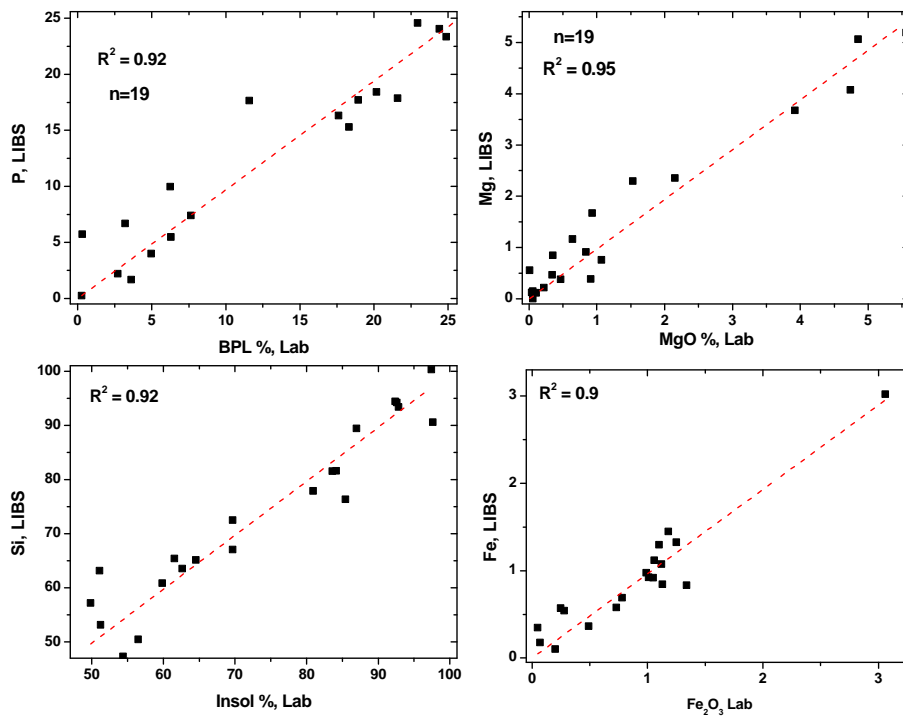 25
20
15
10
5
0
P, LIBS
R² = 0.92
n=19
0 5 10 15 20 25
BPL %, Lab
5
4
3
2
1
0
Mg, LIBS
n=19
R² = 0.95
0 1 2 3 4 5
MgO %, Lab
100
90
80
70
60
50
Si, LIBS
R² = 0.92
50 60 70 80 90 100
Insol %, Lab
3
2
1
0
Fe, LIBS
R² = 0.9
0 1 2 3
Fe₂O₃ Lab